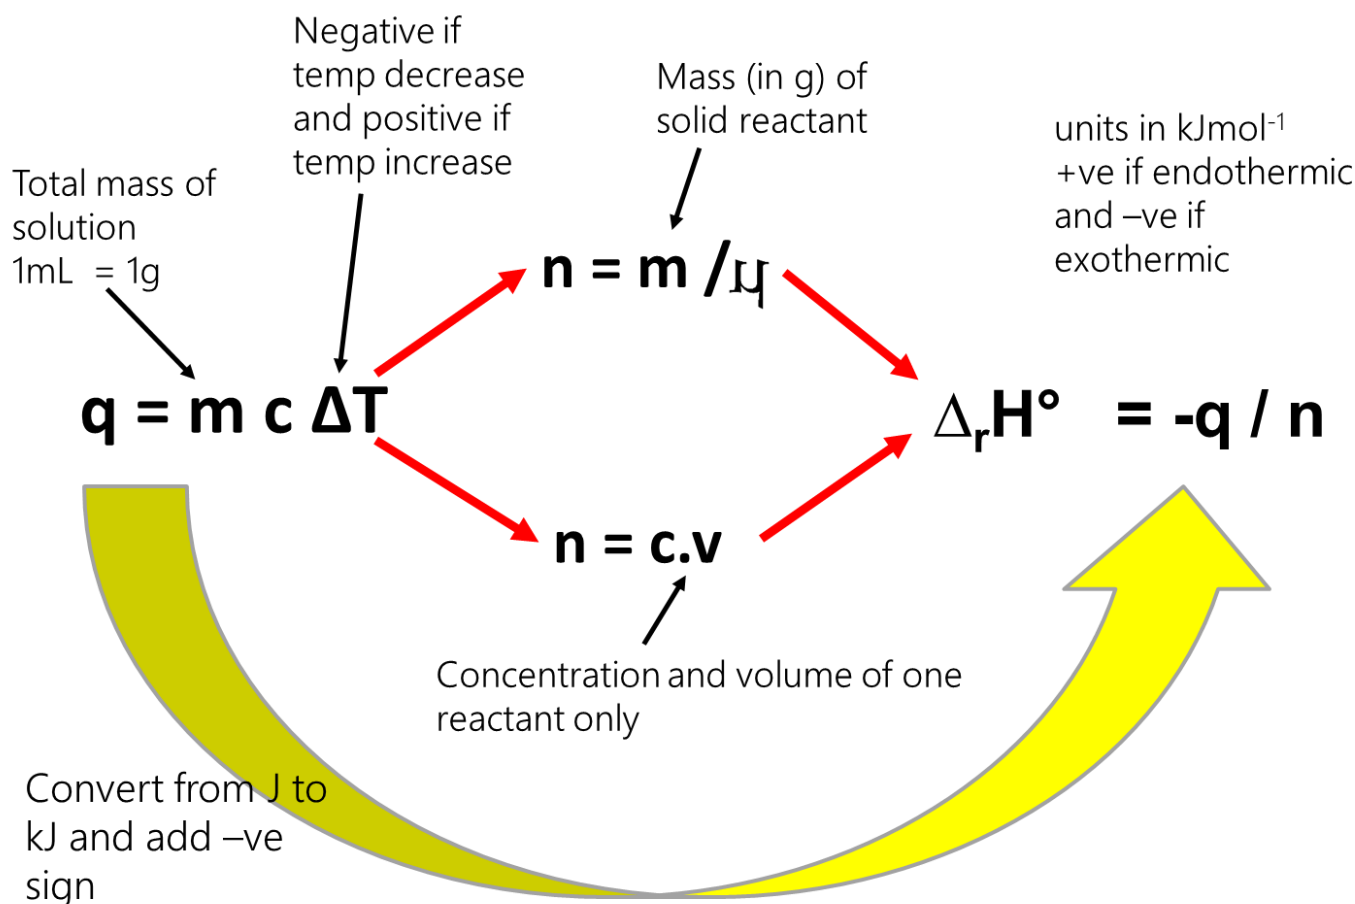 Negative if
temp decrease
and positive if
temp increase
Mass (in g) of
solid reactant
units in kJmol⁻¹
+ve if endothermic
and –ve if
exothermic
Total mass of
solution
1mL = 1g
n = m /
q = m c ΔT
ΔᵣH° = -q / n
n = c.v
Concentration and volume of one
reactant only
Convert from J to
kJ and add –ve
sign